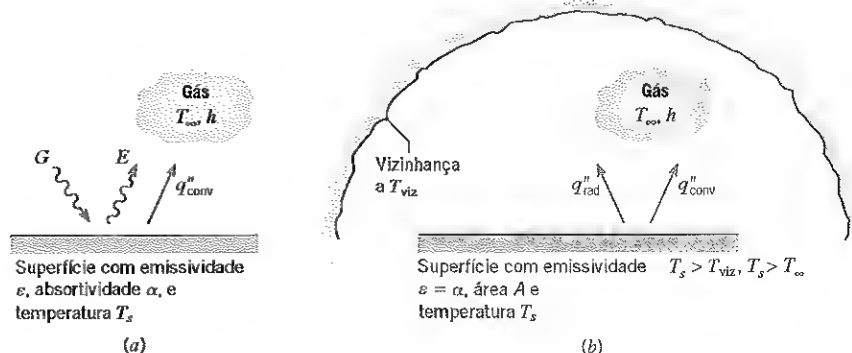 Gás
T∞, h
G
E
q″conv
Superfície com emissividade
ε, absortividade α, e
temperatura Ts
(a)
Gás
T∞, h
Vizinhança
a Tviz
q″rad
q″conv
Superfície com emissividade
ε = α, área A e
temperatura Ts
Ts > Tviz, Ts > T∞
(b)